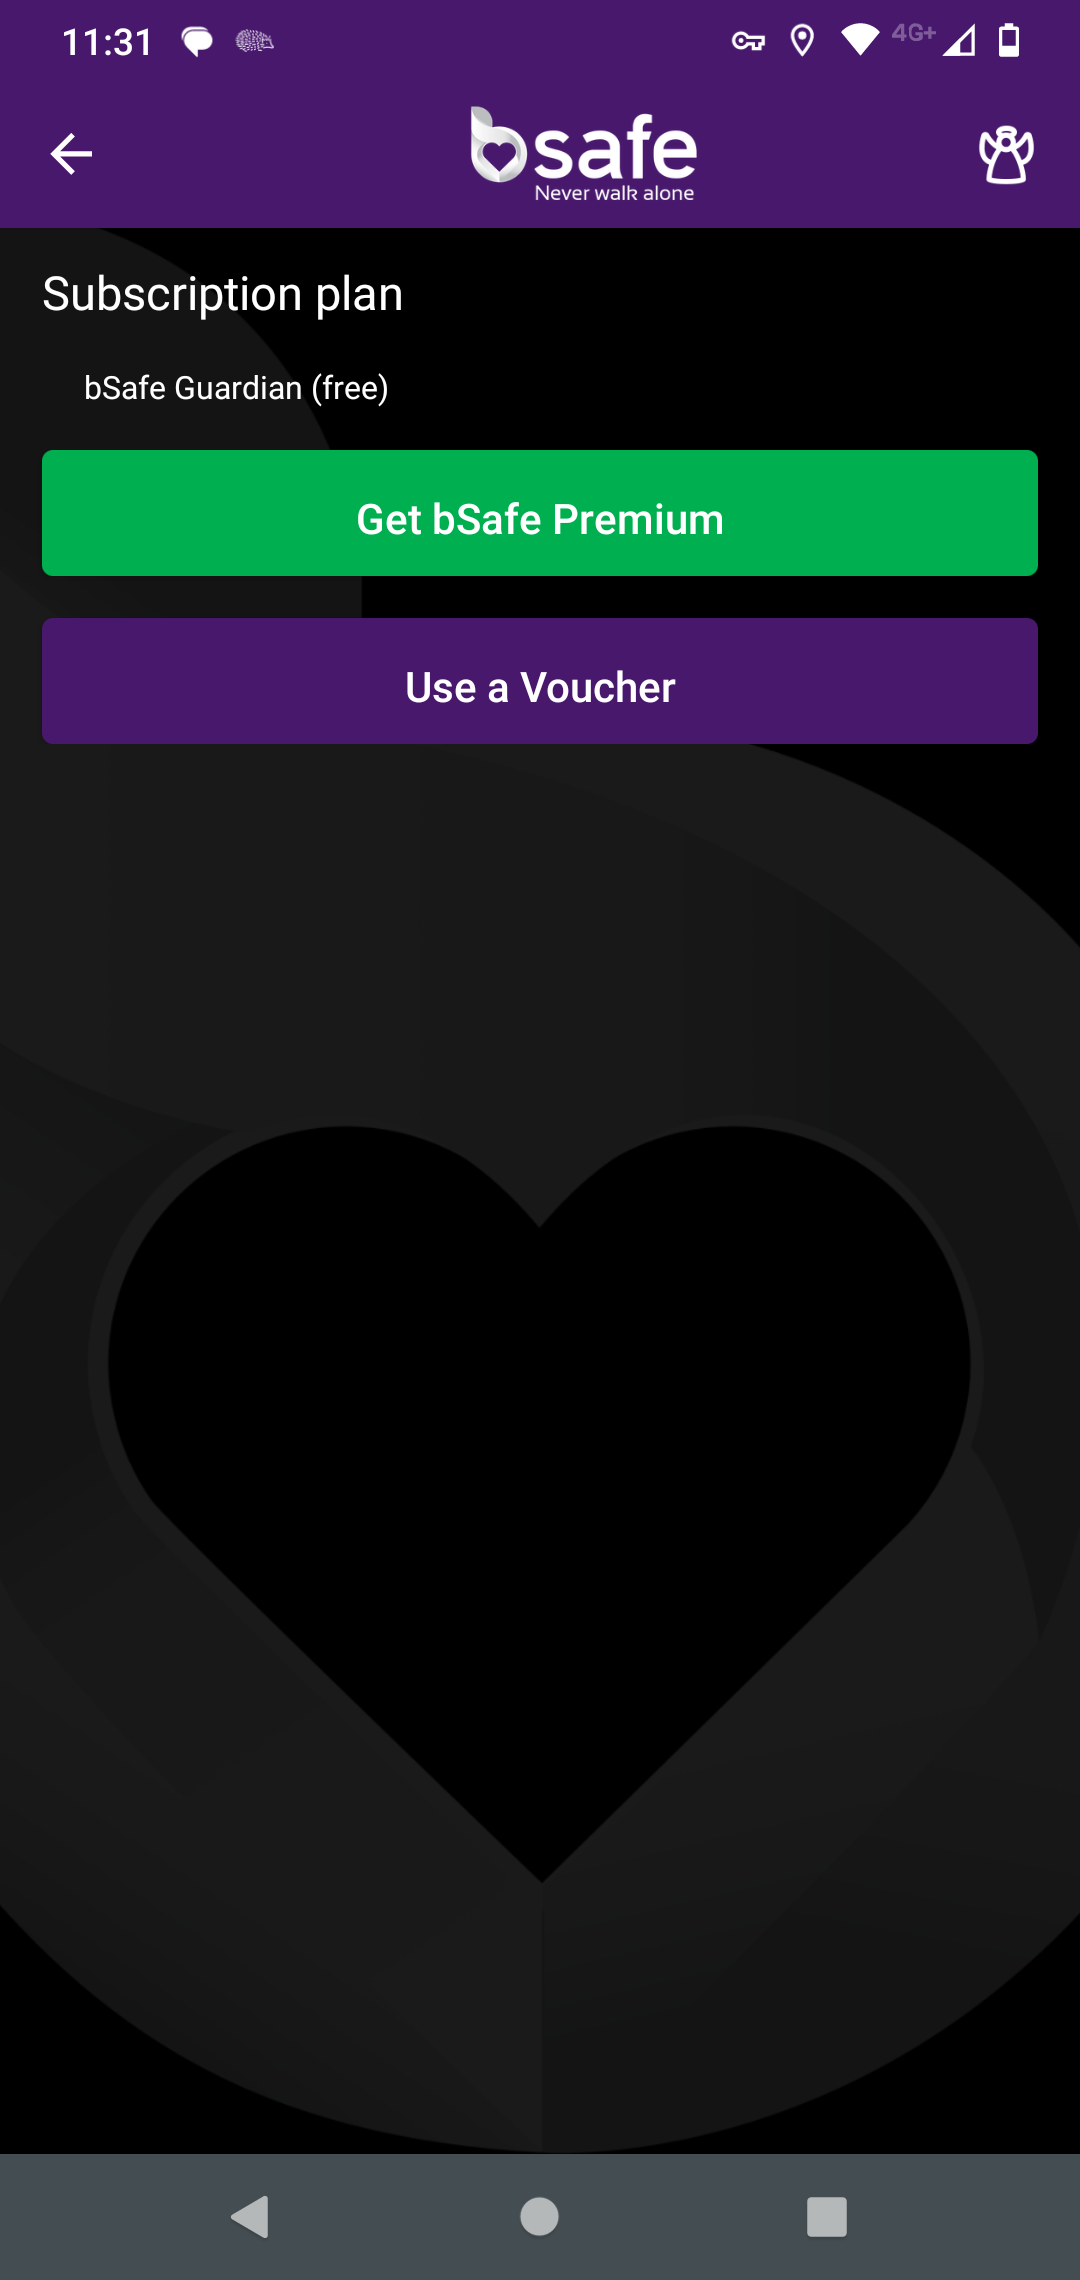 11:31
4G+
bsafe
Never walk alone
Subscription plan
bSafe Guardian (free)
Get bSafe Premium
Use a Voucher